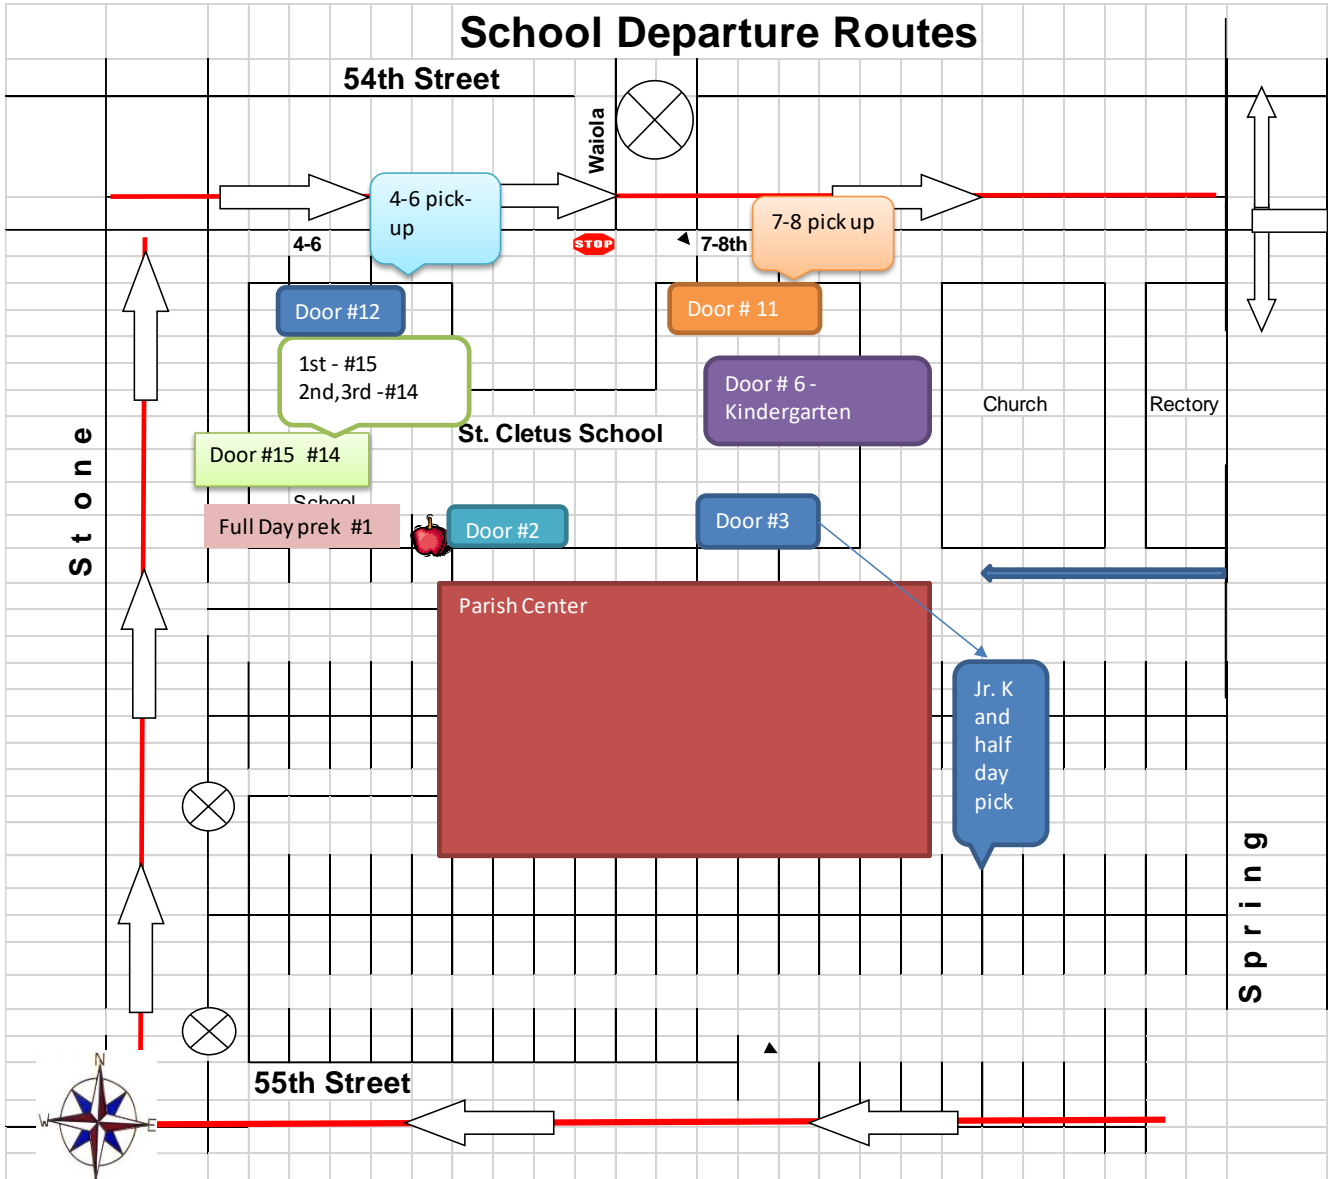 School Departure Routes
54th Street
Waiola
4-6 pick-
up
7-8 pick up
4-6
STOP
7-8th
Door #12
Door # 11
1st - #15
2nd,3rd -#14
Door # 6 -
Kindergarten
Church
Rectory
St. Cletus School
Stone
Door #15 #14
School
Full Day prek #1
Door #2
Door #3
Parish Center
Jr. K
and
half
day
pick
Spring
55th Street
N
W
E